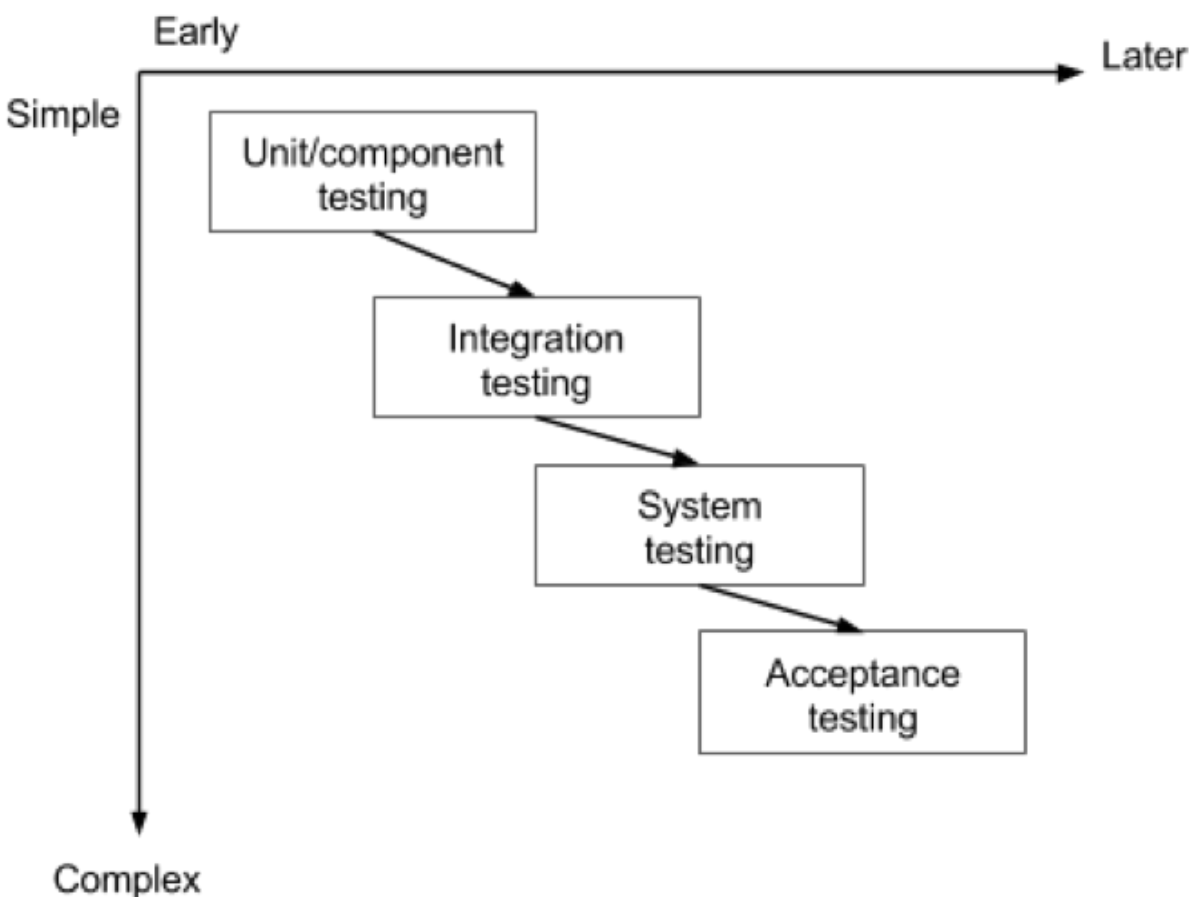 Early
Later
Simple
Unit/component
testing
Integration
testing
System
testing
Acceptance
testing
Complex